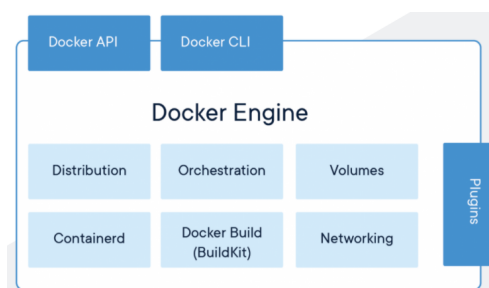 Docker API
Docker CLI
Docker Engine
Distribution
Orchestration
Volumes
Plugins
Containerd
Docker Build
(BuildKit)
Networking